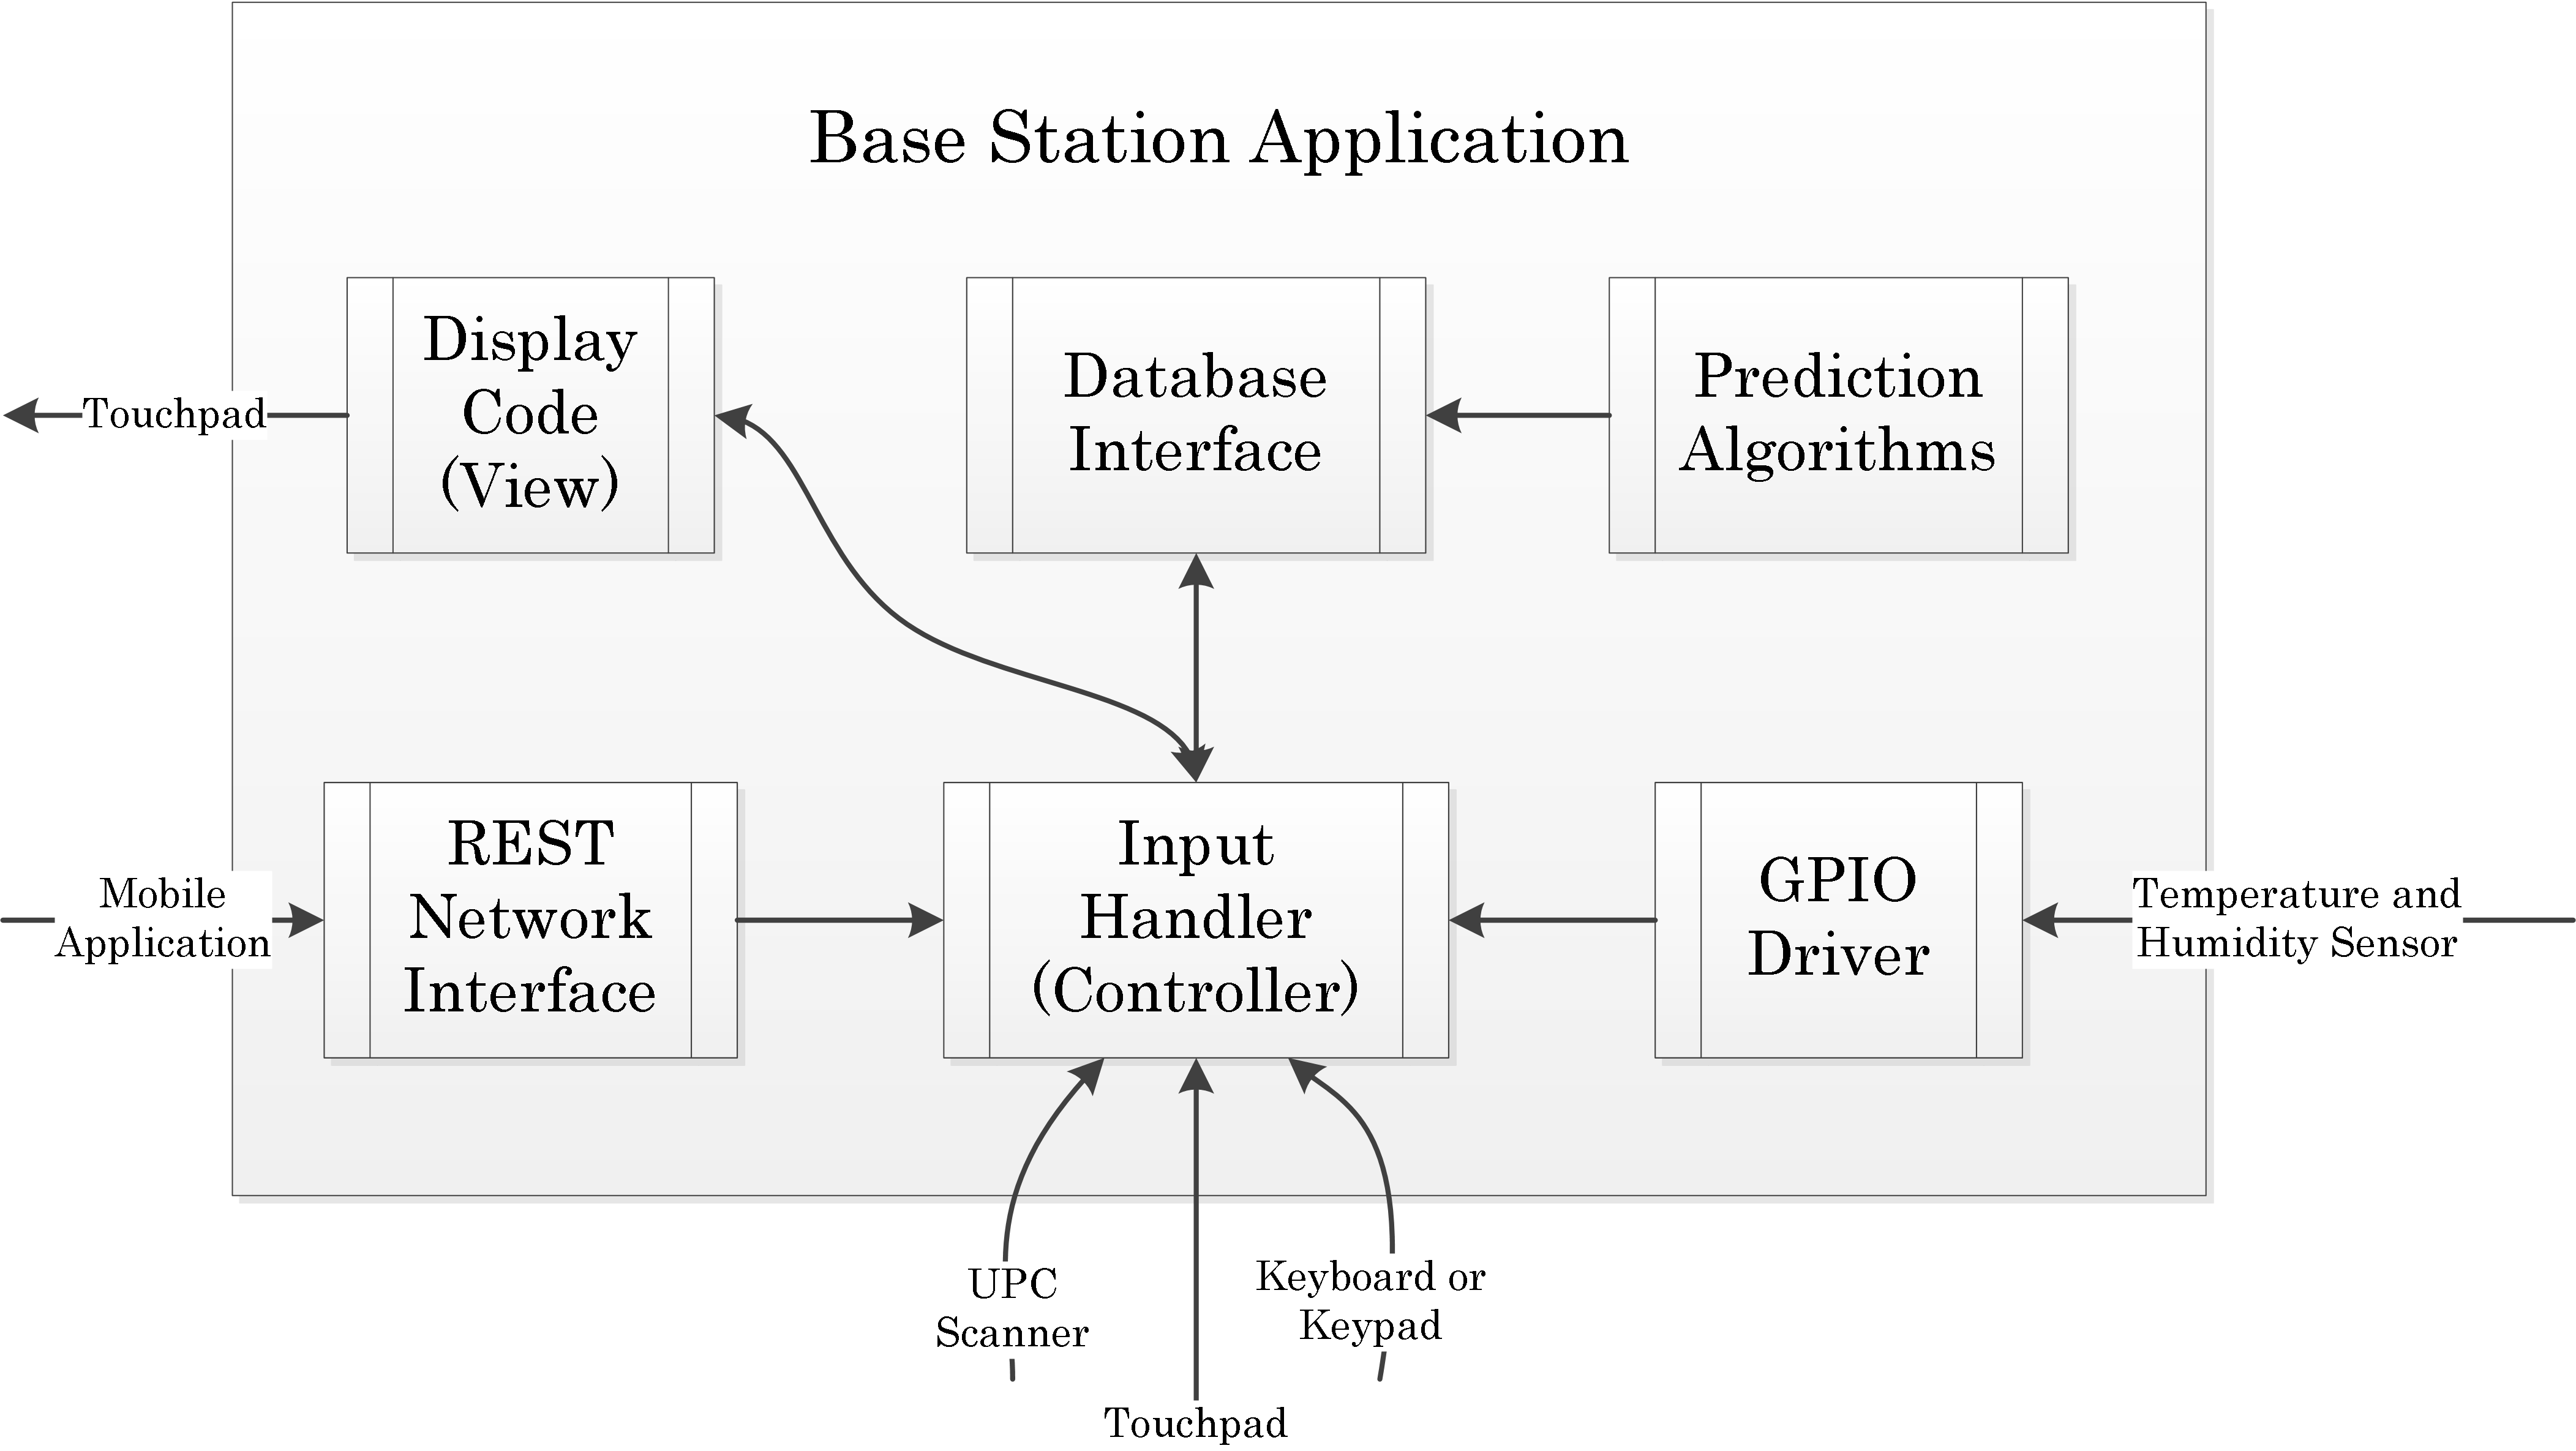 Base Station Application
Display
Code
(View)
Database
Interface
Prediction
Algorithms
Touchpad
REST
Network
Interface
Input
Handler
(Controller)
GPIO
Driver
Mobile
Application
Temperature and
Humidity Sensor
UPC
Scanner
Keyboard or
Keypad
Touchpad